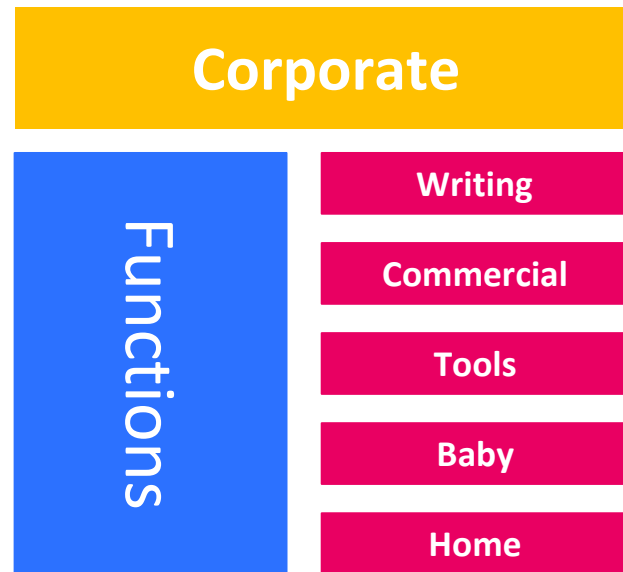 Corporate
Functions
Writing
Commercial
Tools
Baby
Home